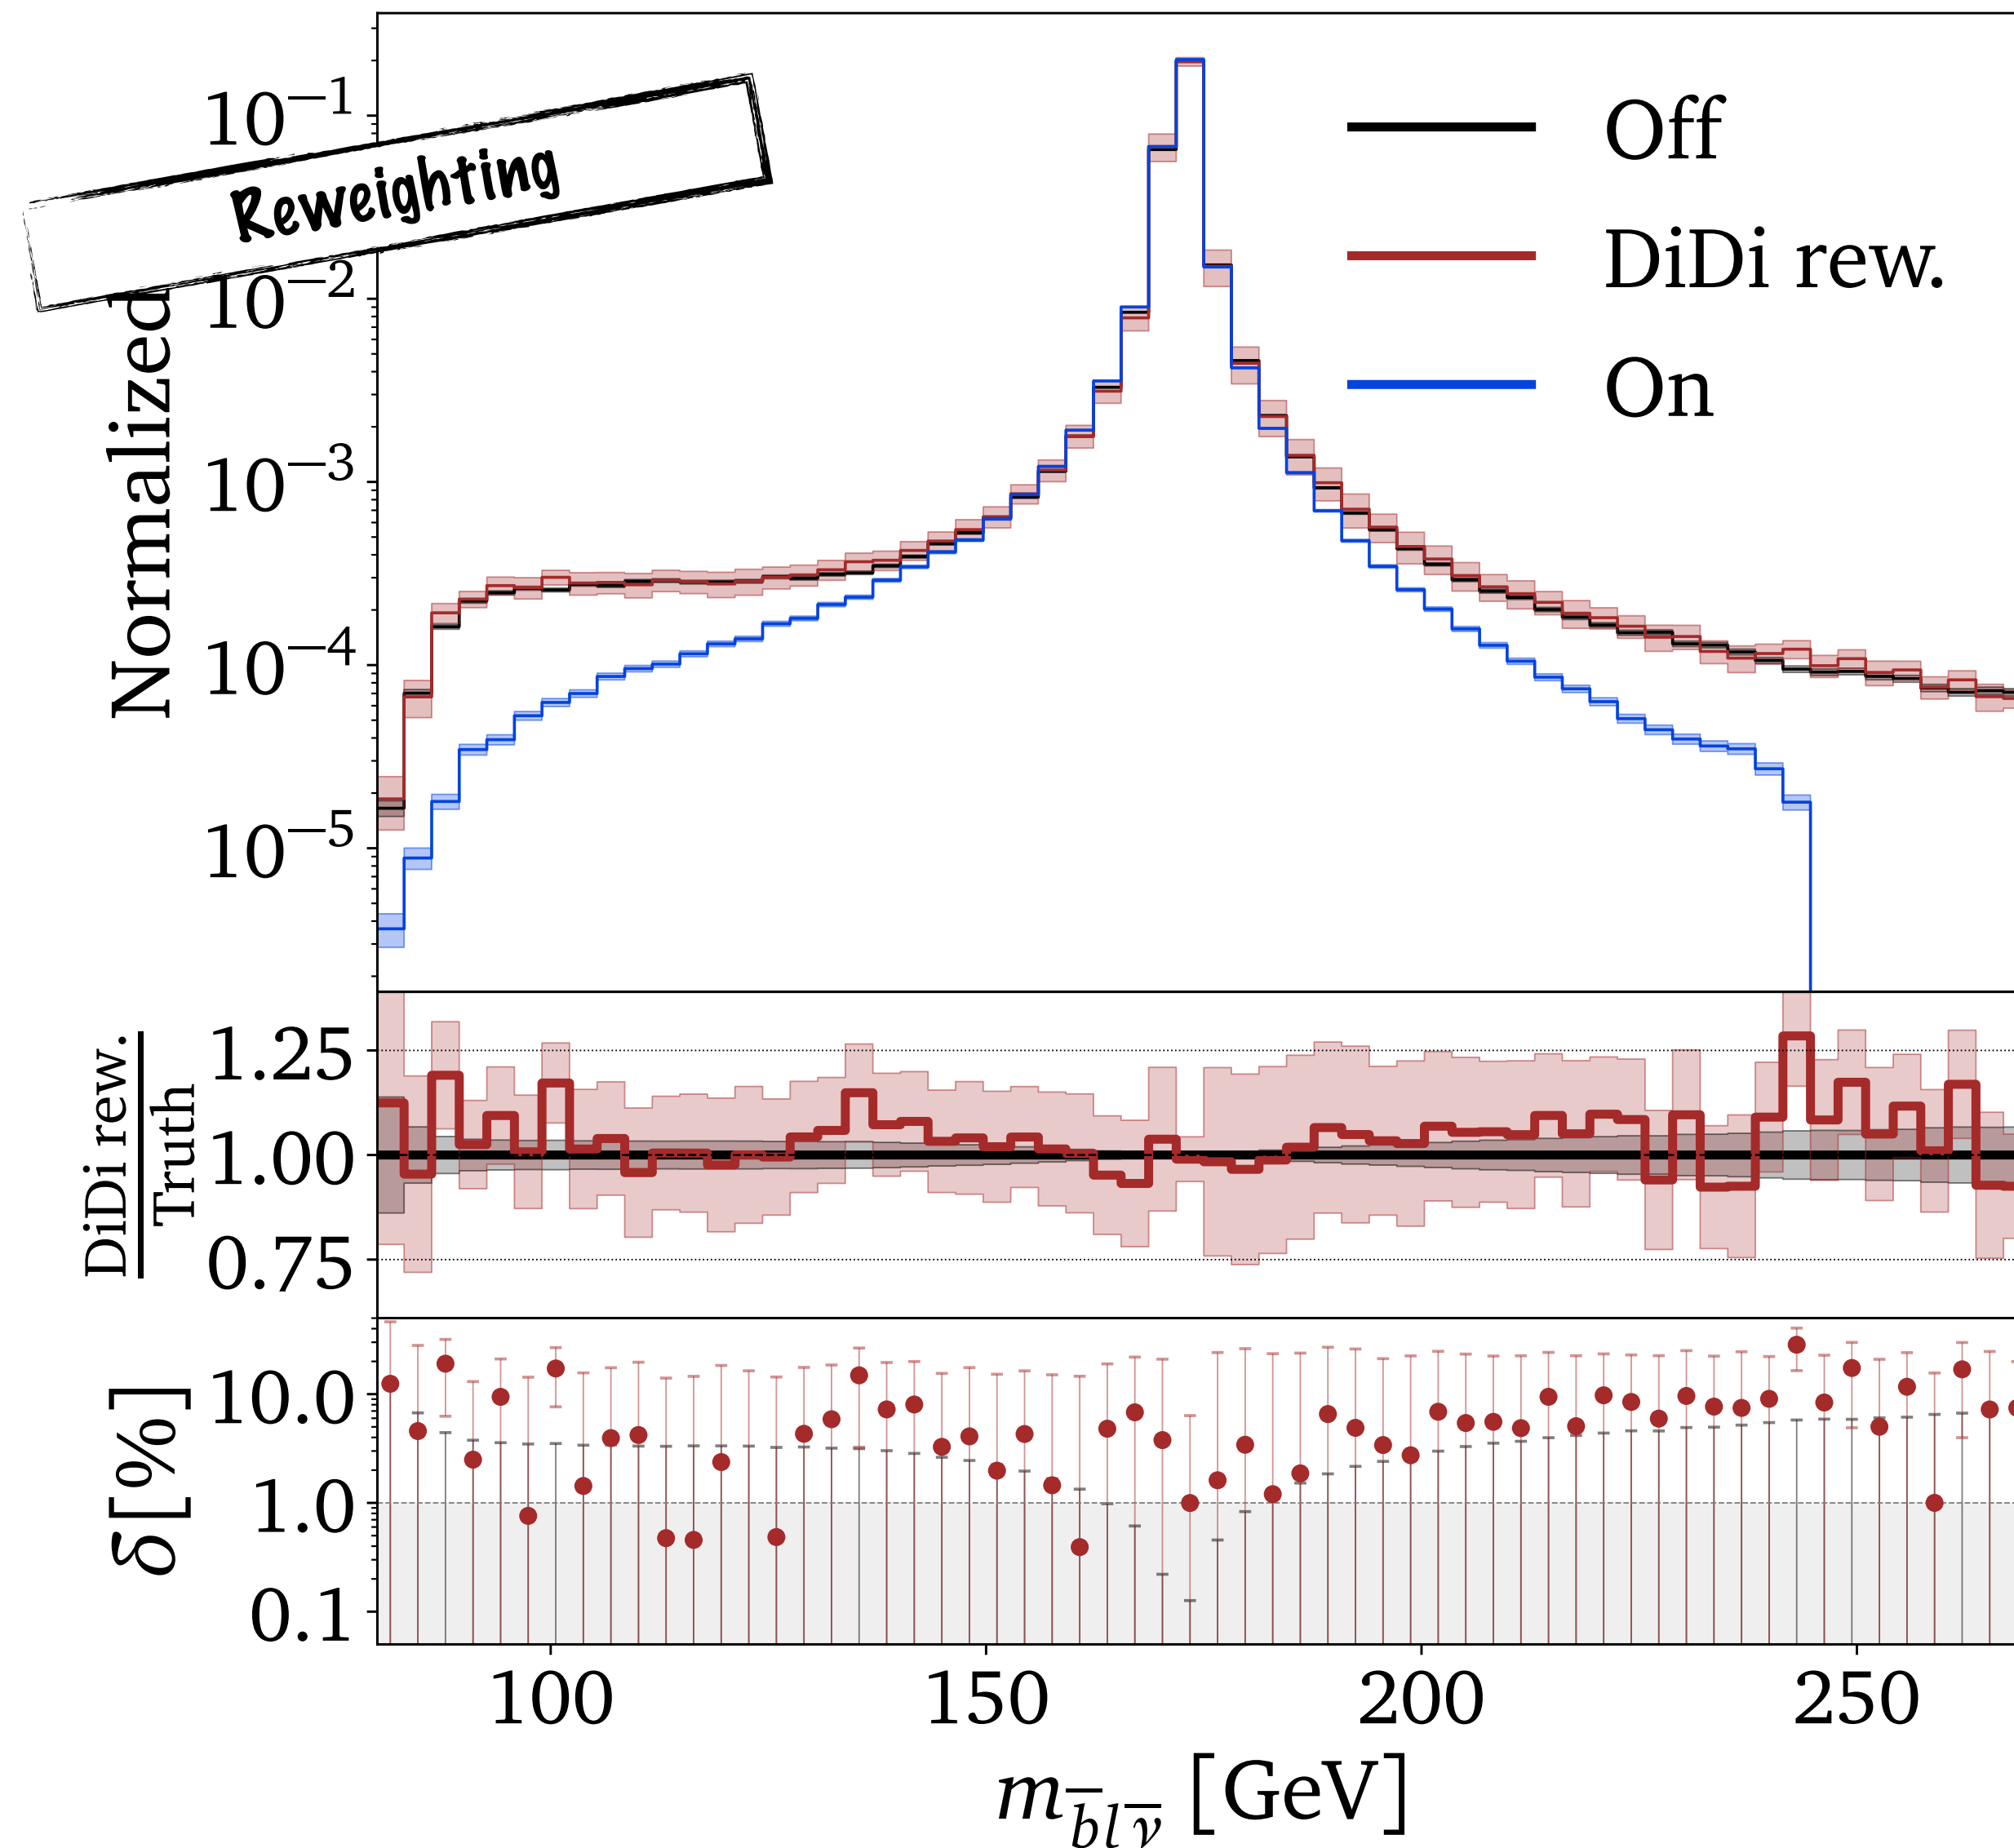 Reweighting
Normalized
10⁻¹
10⁻²
10⁻³
10⁻⁴
10⁻⁵
Off
DiDi rew.
On
DiDi rew.
Truth
1.25
1.00
0.75
δ[%]
10.0
1.0
0.1
100 150 200 250
m_{b̅lν̅} [GeV]